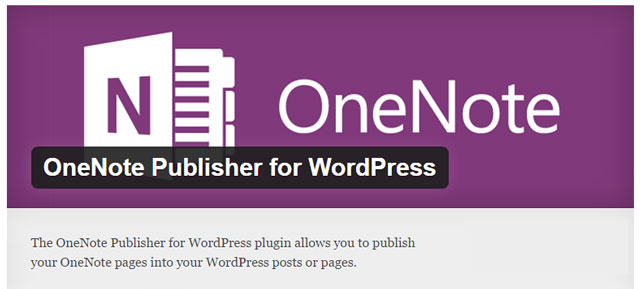 N
OneNote
OneNote Publisher for WordPress
The OneNote Publisher for WordPress plugin allows you to publish
your OneNote pages into your WordPress posts or pages.